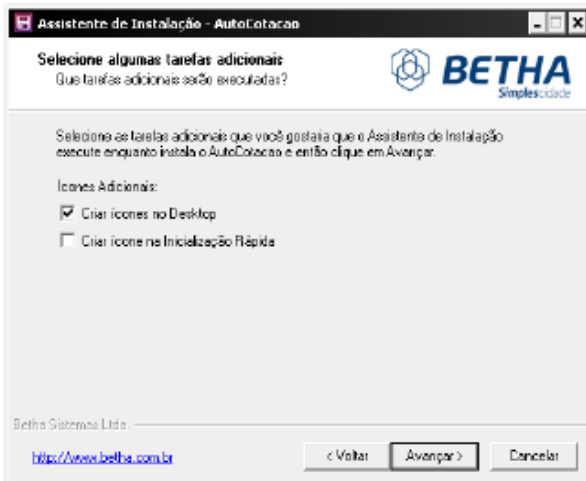 Assistente de Instalação - AutoCotacao
Selecione algumas tarefas adicionais
Que tarefas adicionais serão executadas?
BETHA
Simplescidade
Selecione as tarefas adicionais que você gostaria que o Assistente de Instalação
execute enquanto instala o AutoCotacao e então clique em Avançar.
Ícones Adicionais:
Criar ícones no Desktop
Criar ícone na Inicialização Rápida
Betha Sistemas Ltda.
http://www.betha.com.br
< Voltar
Avançar >
Cancelar